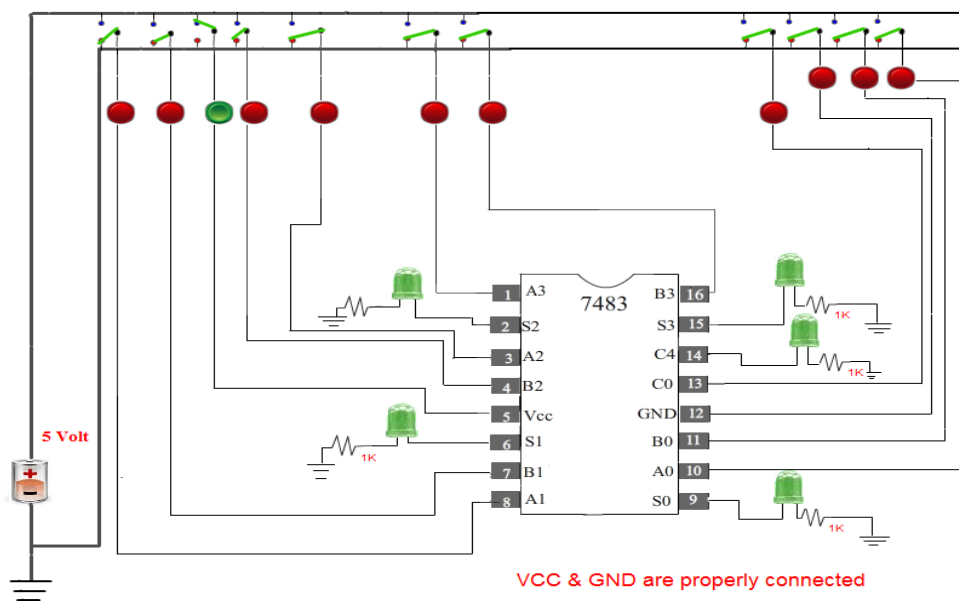 7483
1 A3 B3 16
2 S2 S3 15
1K
1K
3 A2 C4 14
4 B2 C0 13
5 Vcc GND 12
5 Volt
6 S1 B0 11
1K
7 B1 A0 10
8 A1 S0 9
1K
VCC & GND are properly connected